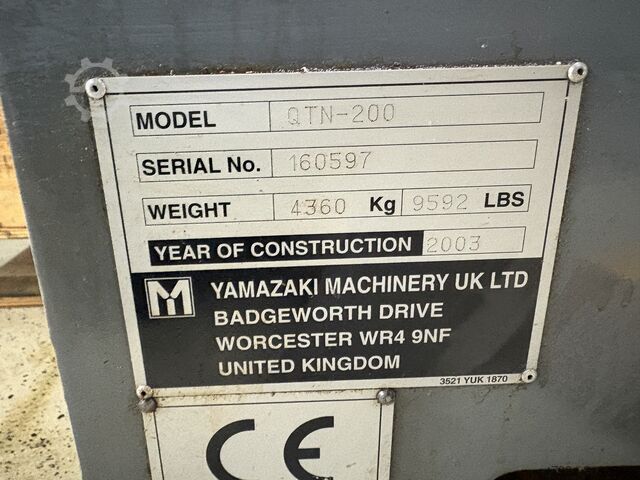 MODEL QTN-200
SERIAL No. 160597
WEIGHT 4360 Kg 9592 LBS
YEAR OF CONSTRUCTION 2003
YAMAZAKI MACHINERY UK LTD
BADGEWORTH DRIVE
WORCESTER WR4 9NF
UNITED KINGDOM
3521 YUK 1870
CE